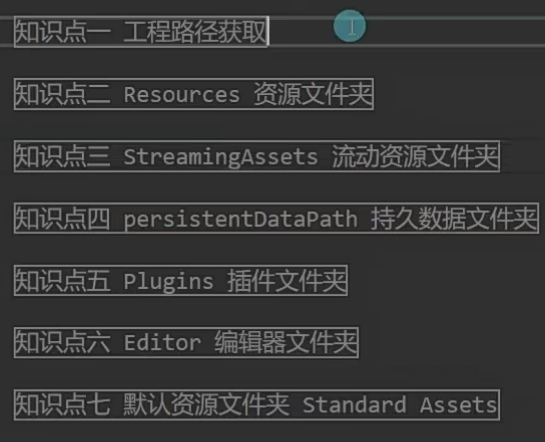 知识点一 工程路径获取
知识点二 Resources 资源文件夹
知识点三 StreamingAssets 流动资源文件夹
知识点四 persistentDataPath 持久数据文件夹
知识点五 Plugins 插件文件夹
知识点六 Editor 编辑器文件夹
知识点七 默认资源文件夹 Standard Assets